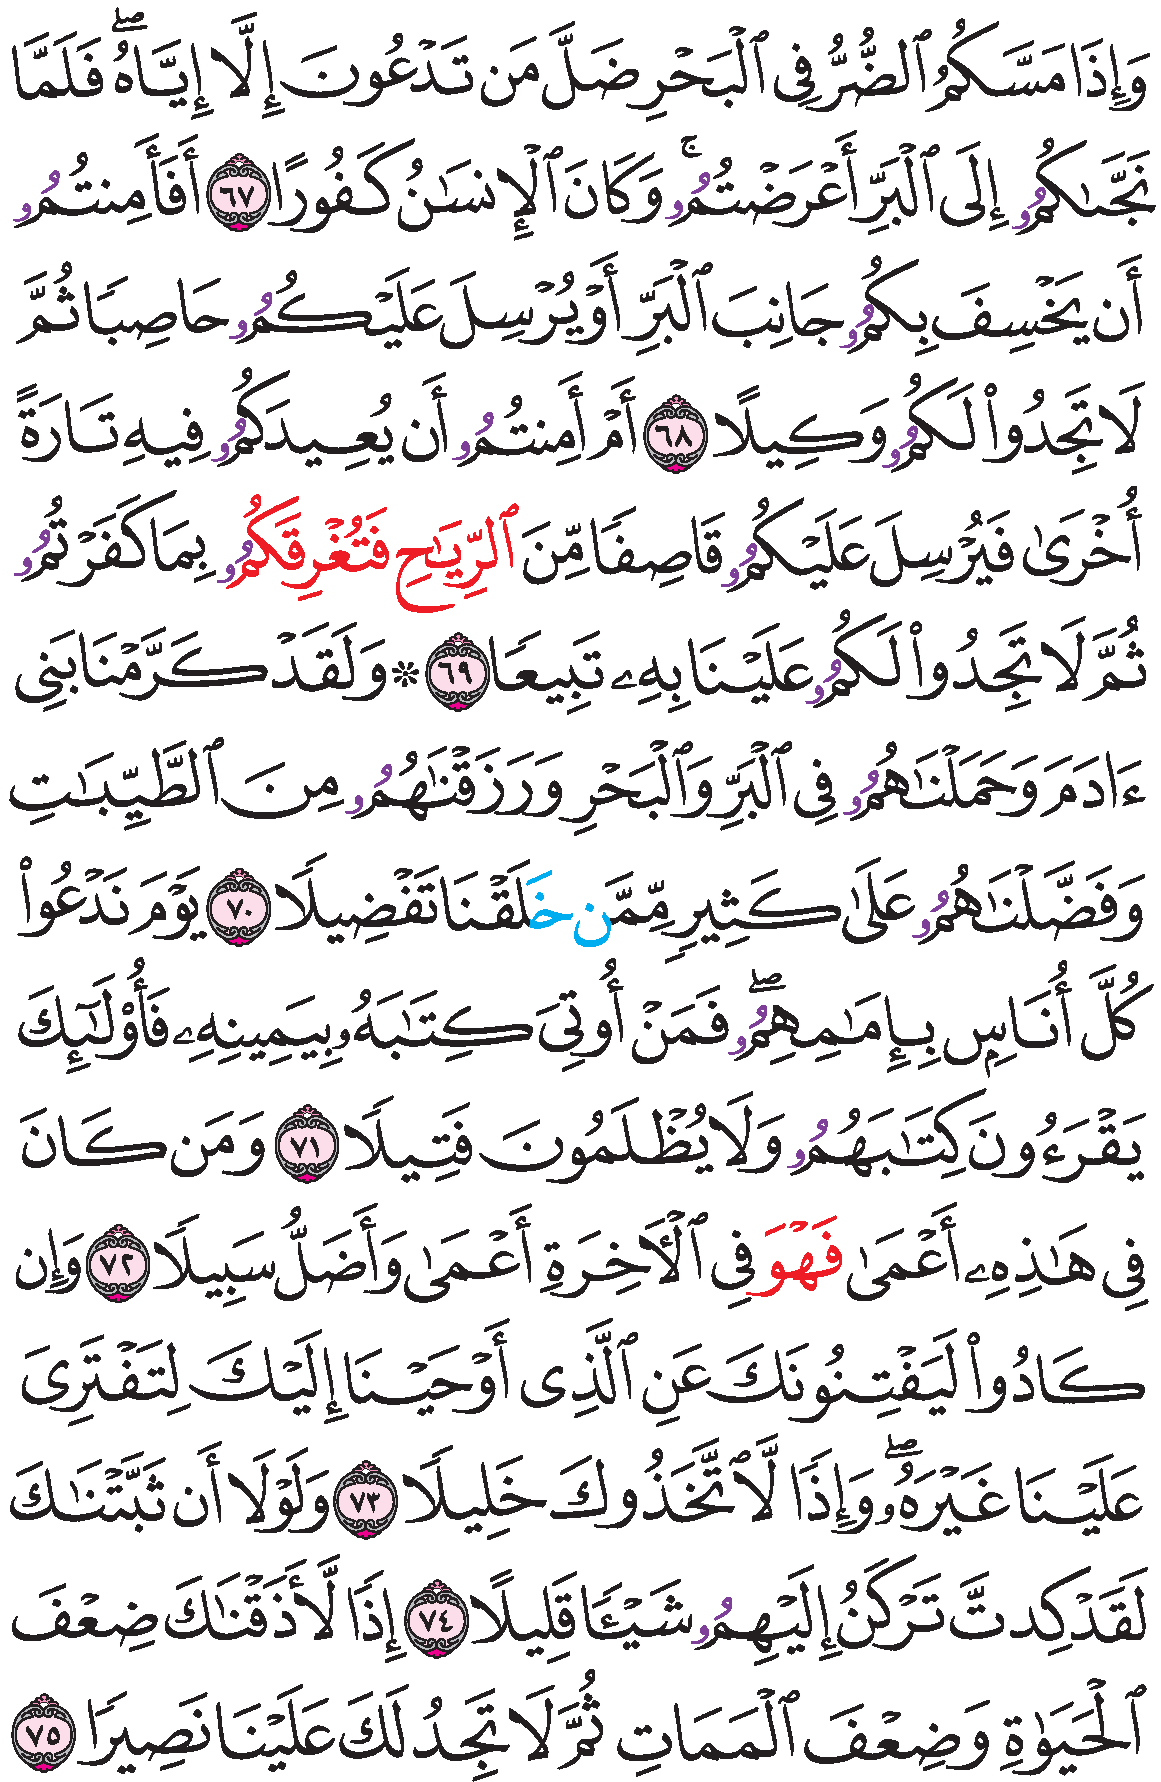 وَإِذَا مَسَّكُمُ ٱلضُّرُّ فِى ٱلْبَحْرِ ضَلَّ مَن تَدْعُونَ إِلَّا إِيَّاهُ ۖ فَلَمَّا
نَجَّىٰكُمُۥ إِلَى ٱلْبَرِّ أَعْرَضْتُمُۥ ۚ وَكَانَ ٱلْإِنسَٰنُ كَفُورًا ٦٧ أَفَأَمِنتُمُۥ
أَن يَخْسِفَ بِكُمُۥ جَانِبَ ٱلْبَرِّ أَوْ يُرْسِلَ عَلَيْكُمُۥ حَاصِبًا ثُمَّ
لَا تَجِدُوا۟ لَكُمُۥ وَكِيلًا ٦٨ أَمْ أَمِنتُمُۥ أَن يُعِيدَكُمُۥ فِيهِ تَارَةً
أُخْرَىٰ فَيُرْسِلَ عَلَيْكُمُۥ قَاصِفًا مِّنَ ٱلرِّيَٰحِ فَتُغْرِقَكُمُۥ بِمَا كَفَرْتُمُۥ
ثُمَّ لَا تَجِدُوا۟ لَكُمُۥ عَلَيْنَا بِهِۦ تَبِيعًا ٦٩ * وَلَقَدْ كَرَّمْنَا بَنِى
ءَادَمَ وَحَمَلْنَٰهُمُۥ فِى ٱلْبَرِّ وَٱلْبَحْرِ وَرَزَقْنَٰهُمُۥ مِنَ ٱلطَّيِّبَٰتِ
وَفَضَّلْنَٰهُمُۥ عَلَىٰ كَثِيرٍ مِّمَّن خَلَقْنَا تَفْضِيلًا ٧٠ يَوْمَ نَدْعُوا۟
كُلَّ أُنَاسٍ بِإِمَٰمِهِمُۥ ۖ فَمَنْ أُوتِىَ كِتَٰبَهُۥ بِيَمِينِهِۦ فَأُو۟لَٰٓئِكَ
يَقْرَءُونَ كِتَٰبَهُمُۥ وَلَا يُظْلَمُونَ فَتِيلًا ٧١ وَمَن كَانَ
فِى هَٰذِهِۦ أَعْمَىٰ فَهْوَ فِى ٱلْءَاخِرَةِ أَعْمَىٰ وَأَضَلُّ سَبِيلًا ٧٢ وَإِن
كَادُوا۟ لَيَفْتِنُونَكَ عَنِ ٱلَّذِى أَوْحَيْنَا إِلَيْكَ لِتَفْتَرِىَ
عَلَيْنَا غَيْرَهُۥ ۖ وَإِذًا لَّٱتَّخَذُوكَ خَلِيلًا ٧٣ وَلَوْلَا أَن ثَبَّتْنَٰكَ
لَقَدْ كِدتَّ تَرْكَنُ إِلَيْهِمُۥ شَيْـًٔا قَلِيلًا ٧٤ إِذًا لَّأَذَقْنَٰكَ ضِعْفَ
ٱلْحَيَوٰةِ وَضِعْفَ ٱلْمَمَاتِ ثُمَّ لَا تَجِدُ لَكَ عَلَيْنَا نَصِيرًا ٧٥